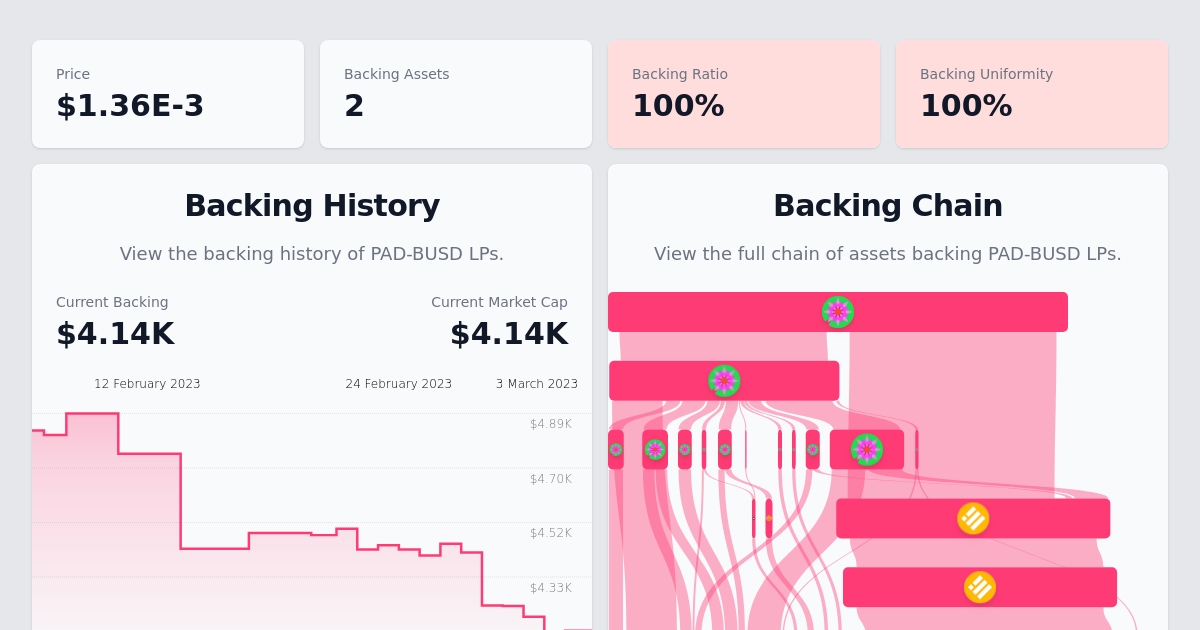 Price
$1.36E-3
Backing Assets
2
Backing Ratio
100%
Backing Uniformity
100%
Backing History
View the backing history of PAD-BUSD LPs.
Current Backing
$4.14K
Current Market Cap
$4.14K
12 February 2023
24 February 2023
3 March 2023
$4.89K
$4.70K
$4.52K
$4.33K
Backing Chain
View the full chain of assets backing PAD-BUSD LPs.